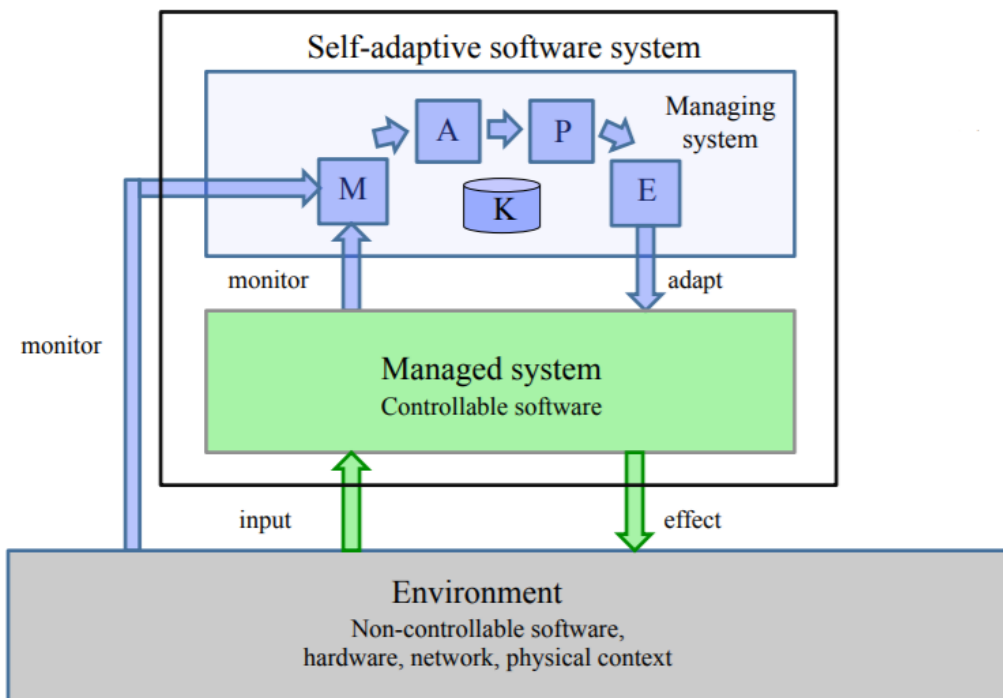 Self-adaptive software system
Managing
system
A
P
M
K
E
monitor
adapt
monitor
Managed system
Controllable software
input
effect
Environment
Non-controllable software,
hardware, network, physical context